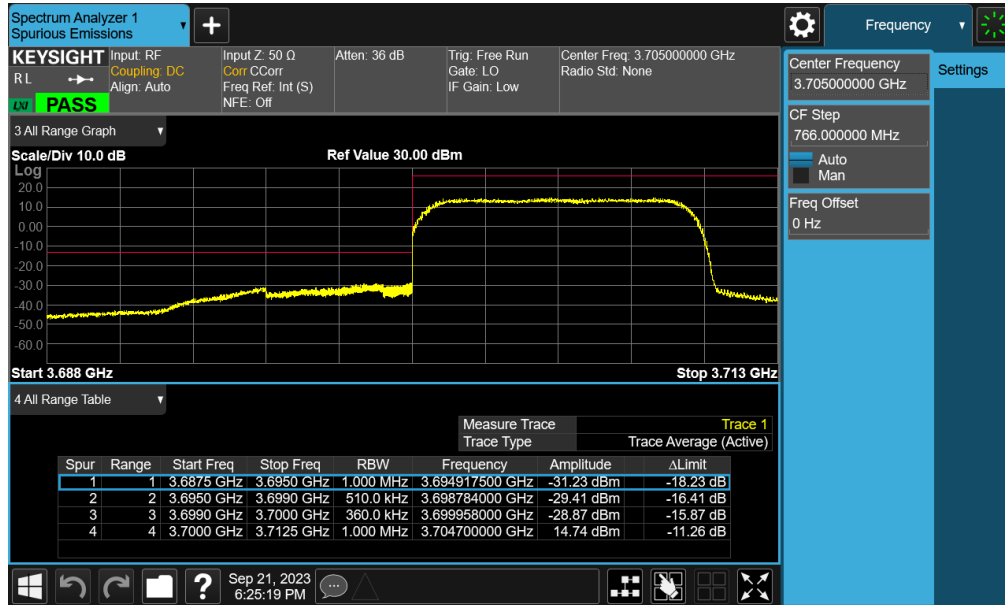 Spectrum Analyzer 1
Spurious Emissions
Frequency
KEYSIGHT
R L
LXI
PASS
Input: RF
Coupling: DC
Align: Auto
Input Z: 50 Ω
Corr CCorr
Freq Ref: Int (S)
NFE: Off
Atten: 36 dB
Trig: Free Run
Gate: LO
IF Gain: Low
Center Freq: 3.705000000 GHz
Radio Std: None
Center Frequency
3.705000000 GHz
Settings
CF Step
766.000000 MHz
Auto
Man
Freq Offset
0 Hz
3 All Range Graph
Scale/Div 10.0 dB
Ref Value 30.00 dBm
Log
20.0
10.0
0.00
-10.0
-20.0
-30.0
-40.0
-50.0
-60.0
Start 3.688 GHz
Stop 3.713 GHz
4 All Range Table
Measure Trace Trace 1
Trace Type Trace Average (Active)
Spur Range Start Freq Stop Freq RBW Frequency Amplitude ΔLimit
1 1 3.6875 GHz 3.6950 GHz 1.000 MHz 3.694917500 GHz -31.23 dBm -18.23 dB
2 2 3.6950 GHz 3.6990 GHz 510.0 kHz 3.698784000 GHz -29.41 dBm -16.41 dB
3 3 3.6990 GHz 3.7000 GHz 360.0 kHz 3.699958000 GHz -28.87 dBm -15.87 dB
4 4 3.7000 GHz 3.7125 GHz 1.000 MHz 3.704700000 GHz 14.74 dBm -11.26 dB
?
Sep 21, 2023
6:25:19 PM